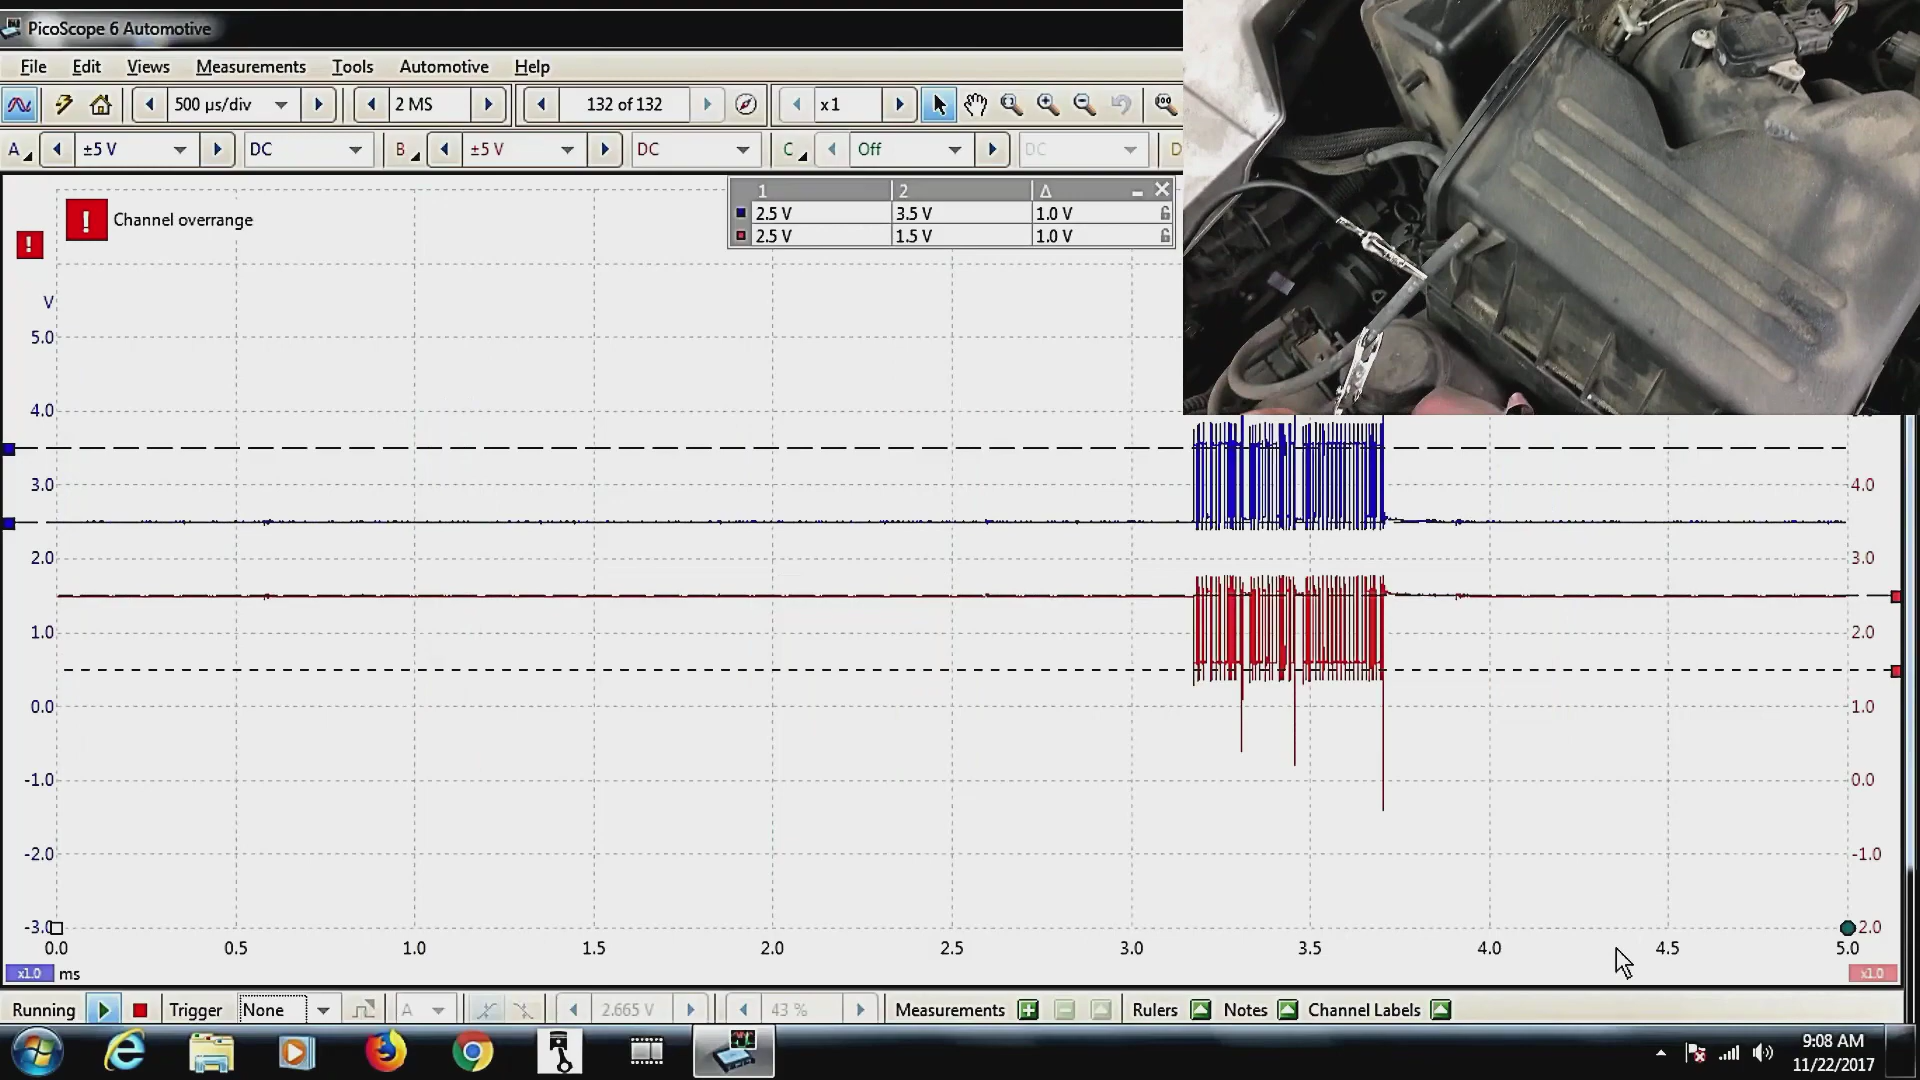 PicoScope 6 Automotive
File Edit Views Measurements Tools Automotive Help
500 µs/div 2 MS 132 of 132 x1
A ±5 V DC B ±5 V DC C Off DC D
! Channel overrange
!
1 2 Δ
2.5 V 3.5 V 1.0 V
2.5 V 1.5 V 1.0 V
V
5.0
4.0
3.0 4.0
2.0 3.0
1.0 2.0
0.0 1.0
-1.0 0.0
-2.0 -1.0
-3.0 2.0
0.0 0.5 1.0 1.5 2.0 2.5 3.0 3.5 4.0 4.5 5.0
x1.0 ms x1.0
Running Trigger None A 2.665 V 43 % Measurements Rulers Notes Channel Labels
9:08 AM
11/22/2017